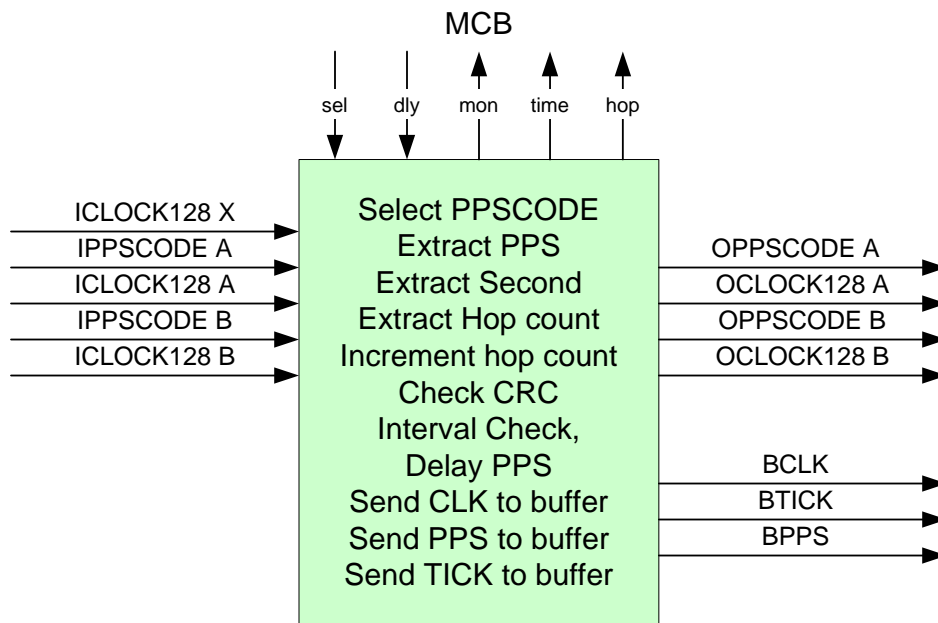 MCB
sel dly mon time hop
ICLOCK128 X
IPPSCODE A
ICLOCK128 A
IPPSCODE B
ICLOCK128 B
Select PPSCODE
Extract PPS
Extract Second
Extract Hop count
Increment hop count
Check CRC
Interval Check,
Delay PPS
Send CLK to buffer
Send PPS to buffer
Send TICK to buffer
OPPSCODE A
OCLOCK128 A
OPPSCODE B
OCLOCK128 B
BCLK
BTICK
BPPS